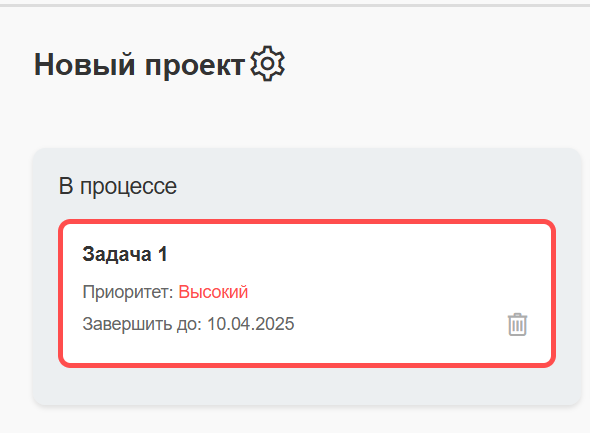 Новый проект
В процессе
Задача 1
Приоритет: Высокий
Завершить до: 10.04.2025